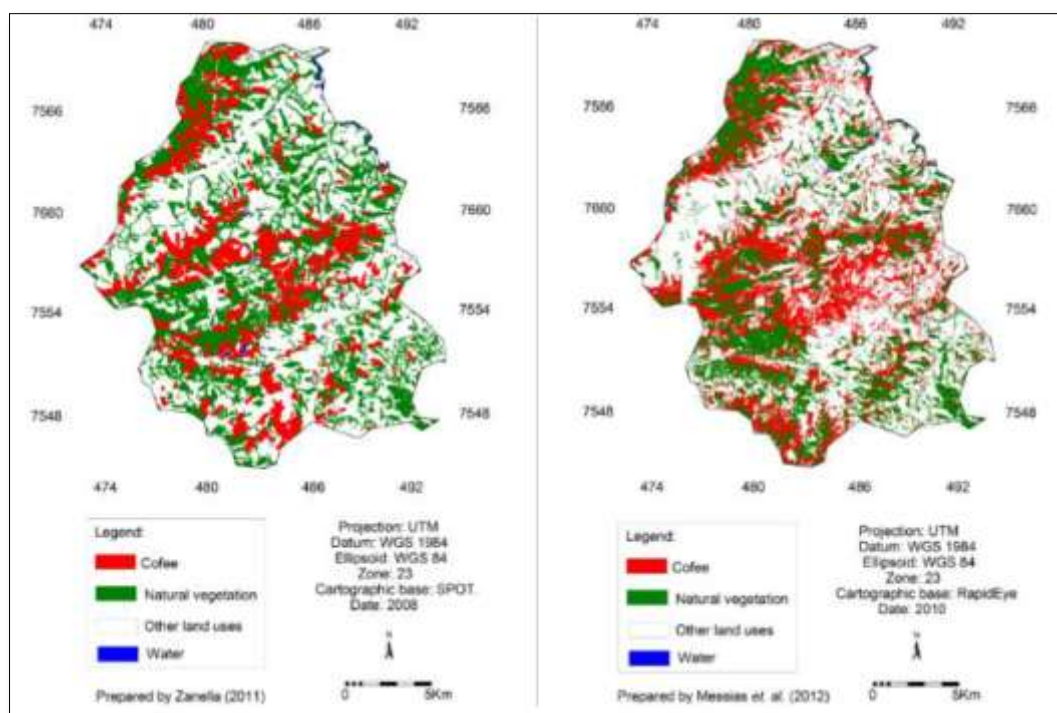 474 480 486 492
7566 7566
7660 7660
7554 7554
7548 7548
474 480 486 492
Legend:
Cofee
Natural vegetation
Other land uses
Water
Projection: UTM
Datum: WGS 1984
Ellipsoid: WGS 84
Zone: 23
Cartographic base: SPOT.
Date: 2008
N
0 5Km
Prepared by Zanella (2011)
474 480 486 492
7566 7566
7660 7660
7554 7554
7548 7548
474 480 486 492
Legend:
Cofee
Natural vegetation
Other land uses
Water
Projection: UTM
Datum: WGS 1984
Ellipsoid: WGS 84
Zone: 23
Cartographic base: RapidEye
Date: 2010
N
0 5Km
Prepared by Messias et. al. (2012)